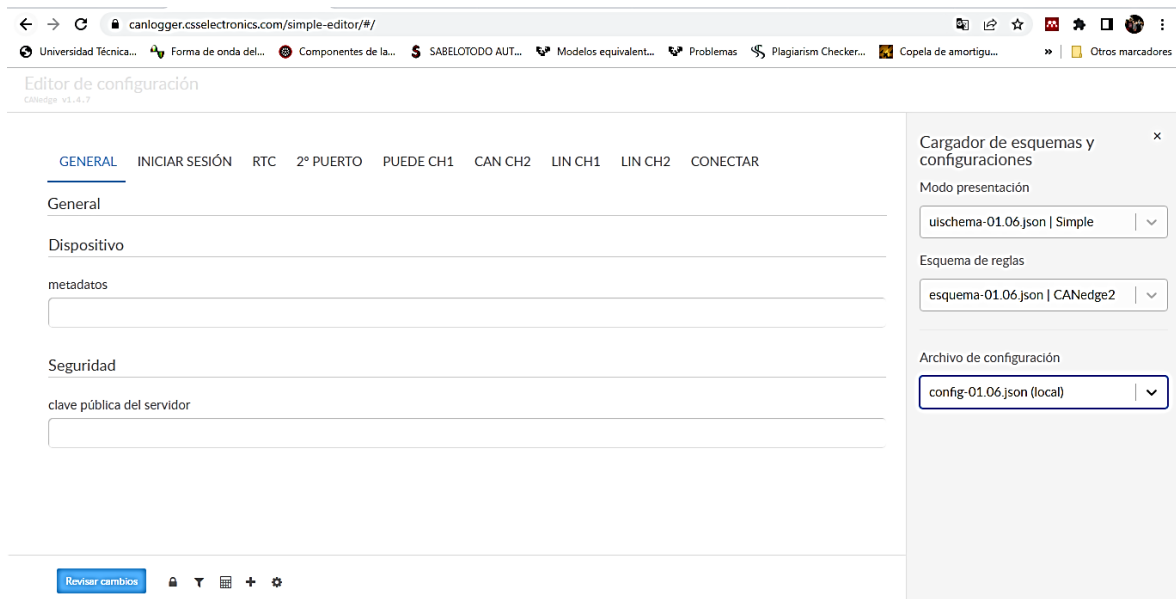 canlogger.csselectronics.com/simple-editor/#/
Universidad Técnica... Forma de onda del... Componentes de la... SABELOTODO AUT... Modelos equivalent... Problemas Plagiarism Checker... Copela de amortigu... » Otros marcadores
Editor de configuración
CANedge v1.4.7
GENERAL INICIAR SESIÓN RTC 2º PUERTO PUEDE CH1 CAN CH2 LIN CH1 LIN CH2 CONECTAR
General
Dispositivo
metadatos
Seguridad
clave pública del servidor
Revisar cambios
Cargador de esquemas y
configuraciones
Modo presentación
uischema-01.06.json | Simple
Esquema de reglas
esquema-01.06.json | CANedge2
Archivo de configuración
config-01.06.json (local)